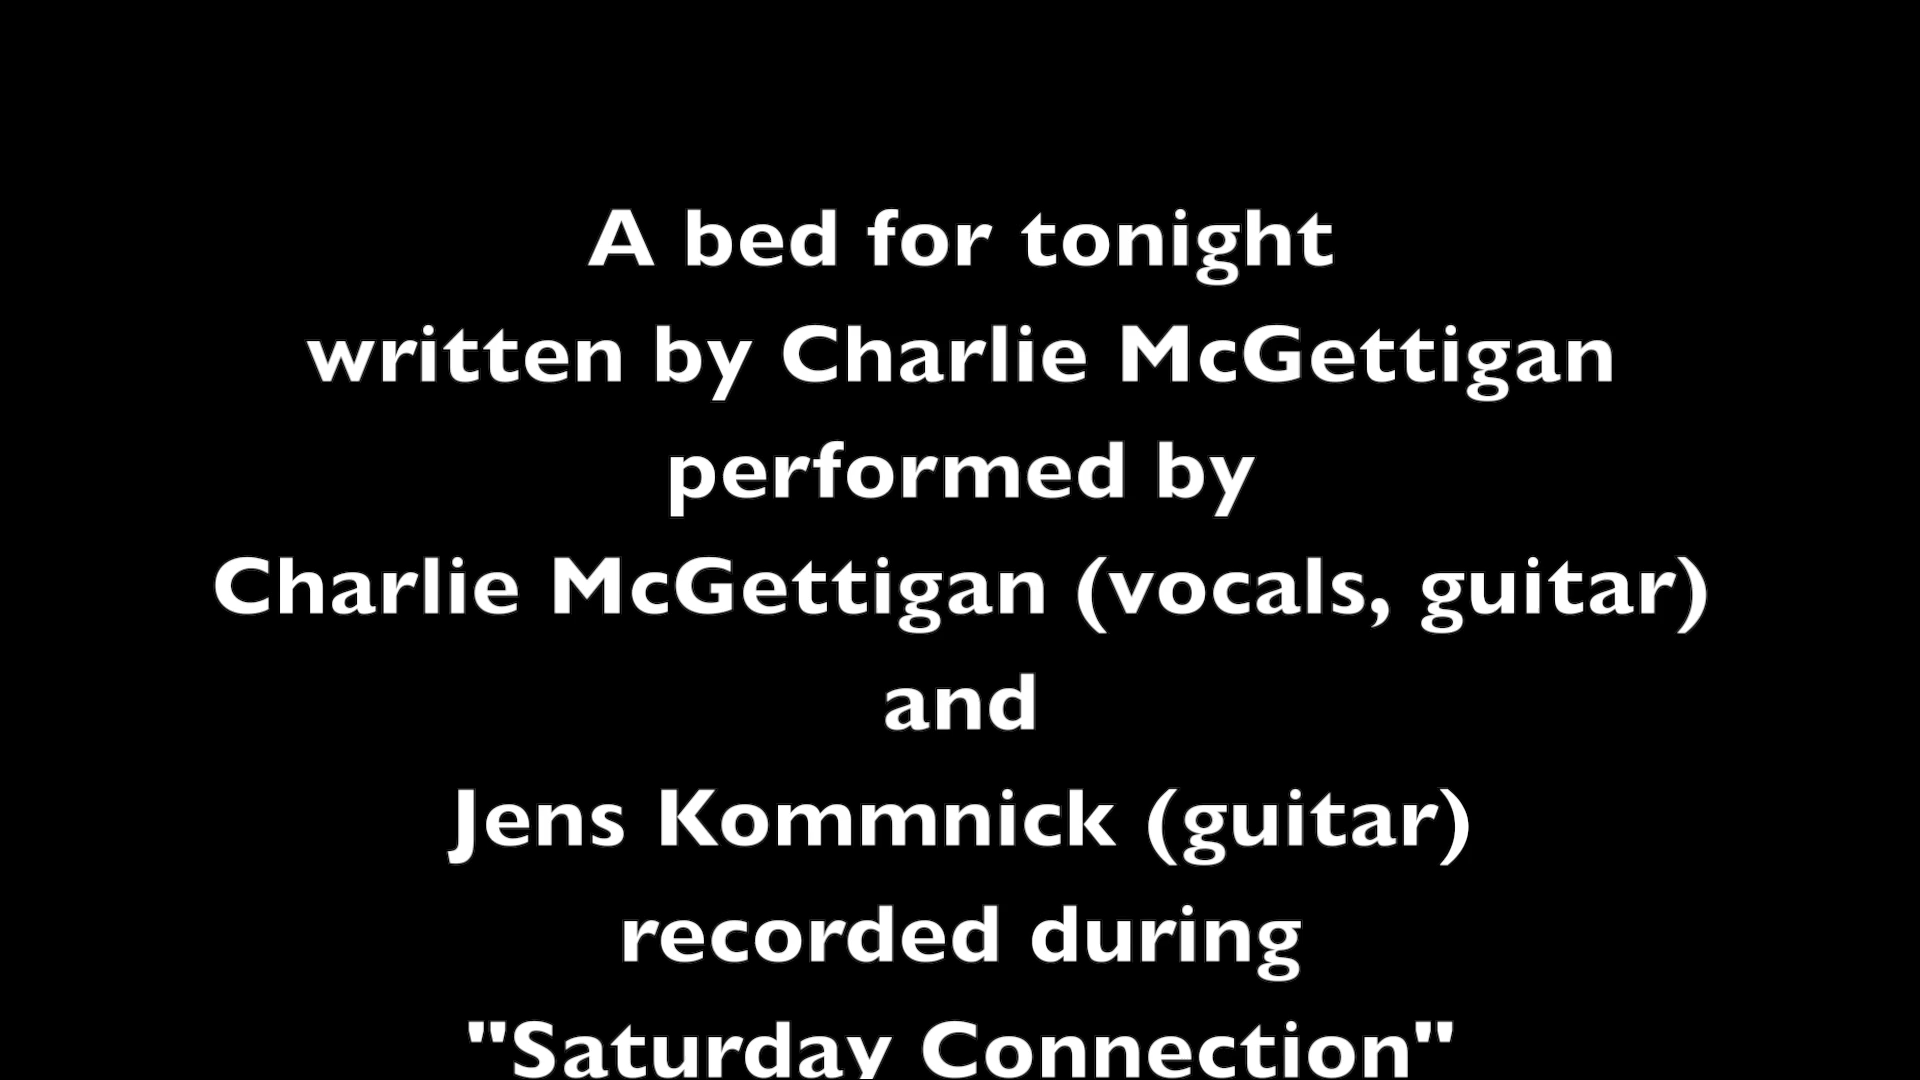 A bed for tonight
written by Charlie McGettigan
performed by
Charlie McGettigan (vocals, guitar)
and
Jens Kommnick (guitar)
recorded during
"Saturday Connection"